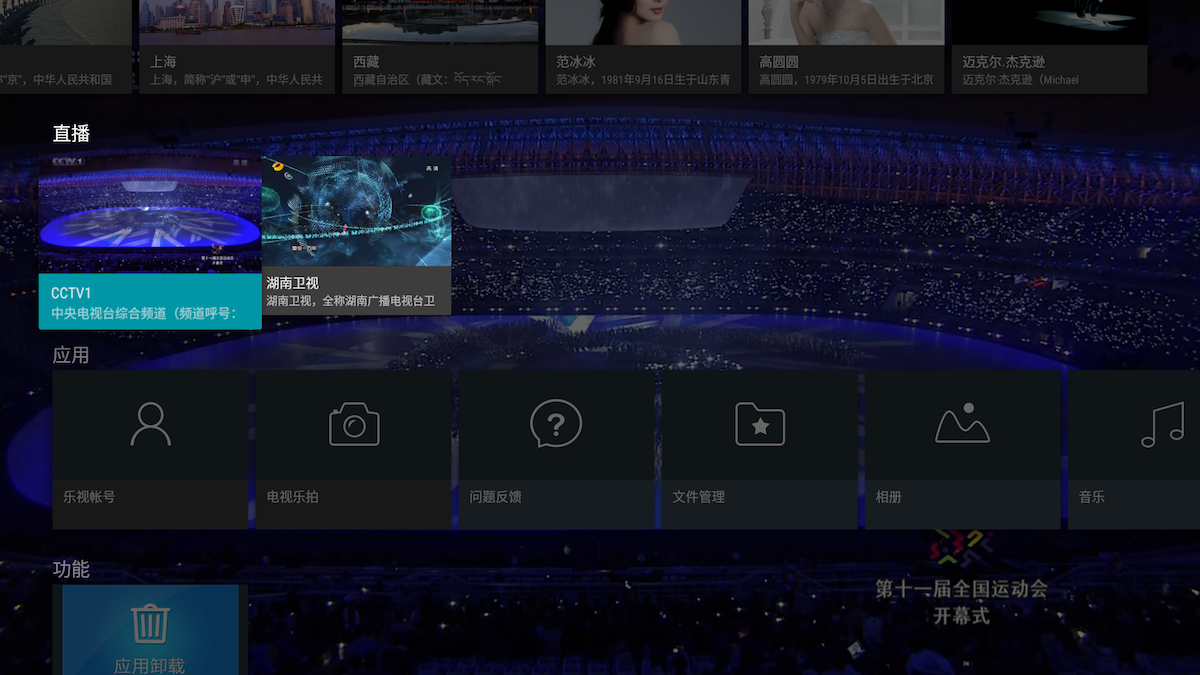 "京"，中华人民共和国
上海
上海，简称"沪"或"申"，中华人民共
西藏
西藏自治区（藏文：
范冰冰
范冰冰，1981年9月16日生于山东青
高圆圆
高圆圆，1979年10月5日出生于北京
迈克尔.杰克逊
迈克尔·杰克逊（Michael
直播
CCTV 1
高清
高清
CCTV1
中央电视台综合频道（频道呼号：
湖南卫视
湖南卫视，全称湖南广播电视台卫
应用
乐视帐号
电视乐拍
问题反馈
文件管理
相册
音乐
功能
应用卸载
第十一届全国运动会
开幕式